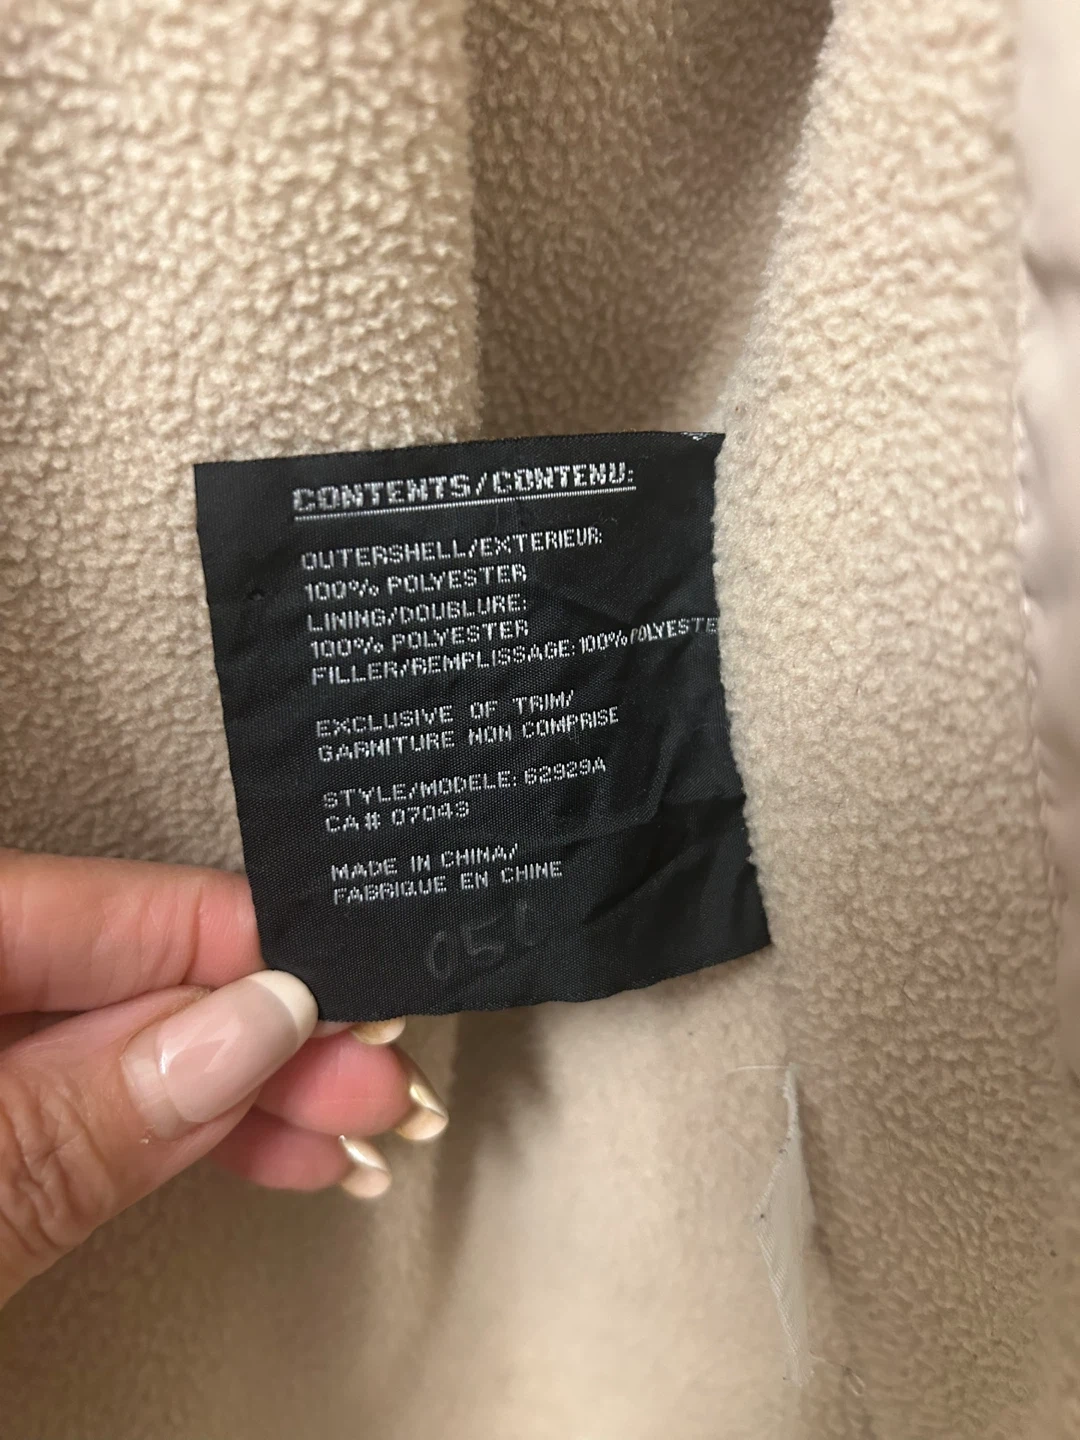 CONTENTS/CONTENU:
OUTERSHELL/EXTERIEUR:
100% POLYESTER
LINING/DOUBLURE:
100% POLYESTER
FILLER/REMPLISSAGE: 100% POLYESTE
EXCLUSIVE OF TRIM/
GARNITURE NON COMPRISE
STYLE/MODELE: 62929A
CA# 07043
MADE IN CHINA/
FABRIQUE EN CHINE